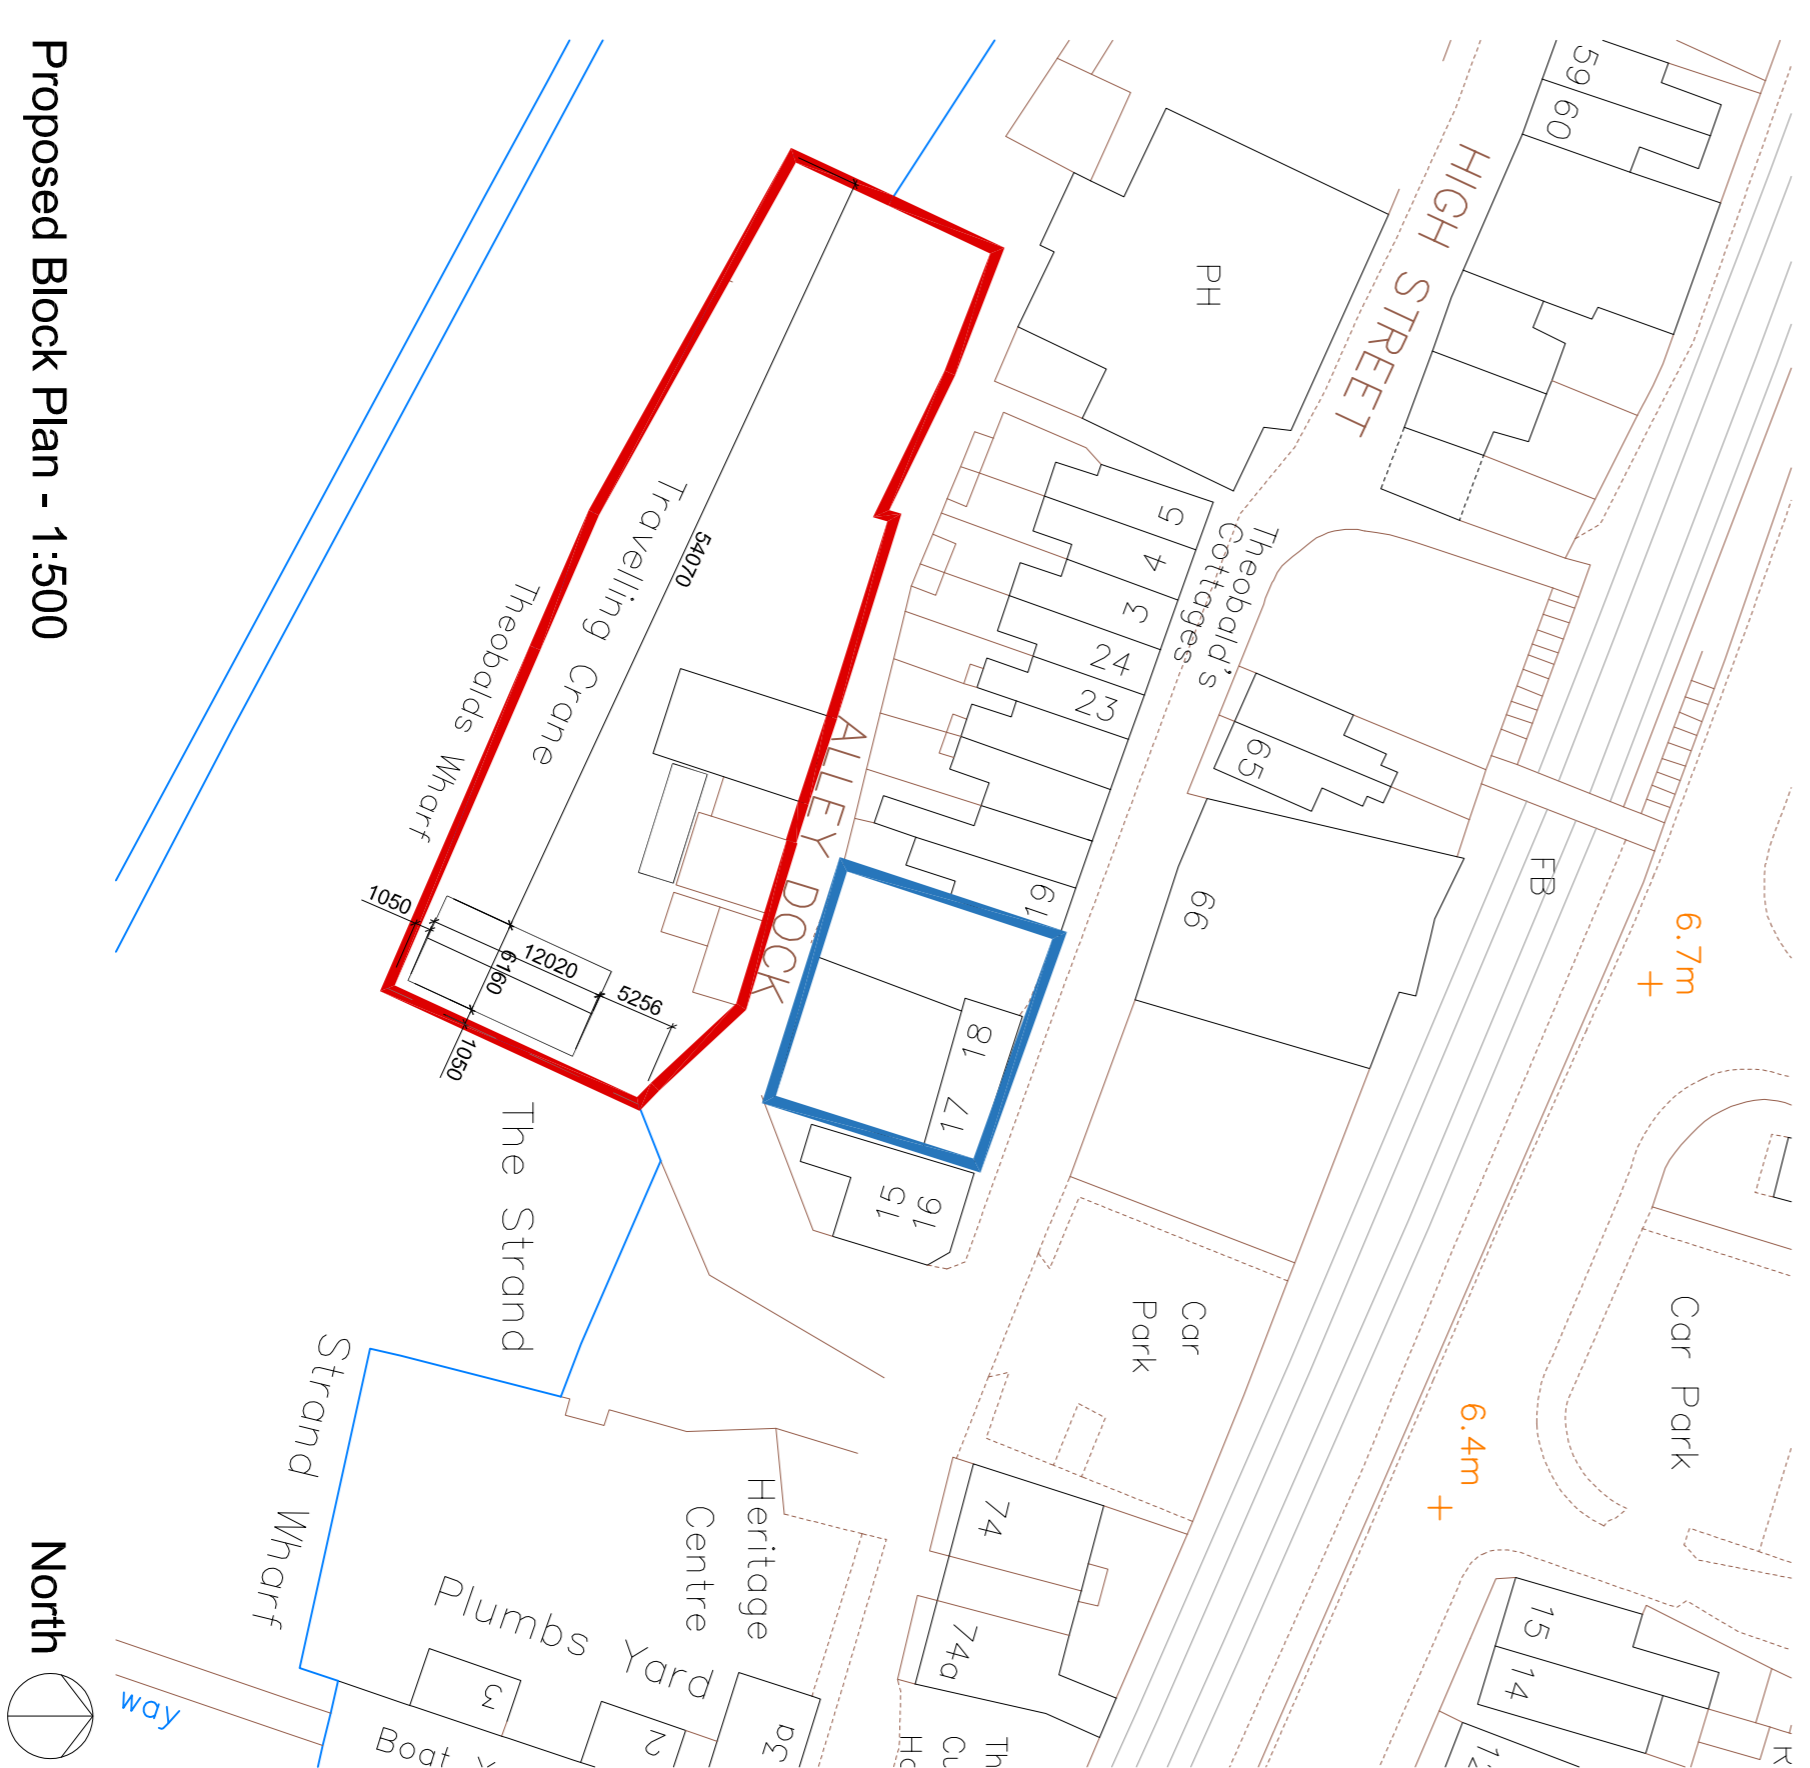 Proposed Block Plan - 1:500
North
59
60
HIGH STREET
PH
Theobald's
Cottages
5
4
3
24
23
19
65
66
FB
6.7m
6.4m
Travelling Crane
54070
Theobalds Wharf
ALLEY DOCK
1050
12020
6160
5256
1050
18
17
15
16
The Strand
Strand Wharf
Car
Park
Car Park
Heritage
Centre
Plumbs Yard
74
74a
15
14
3
2
3a
way
Boat
Th